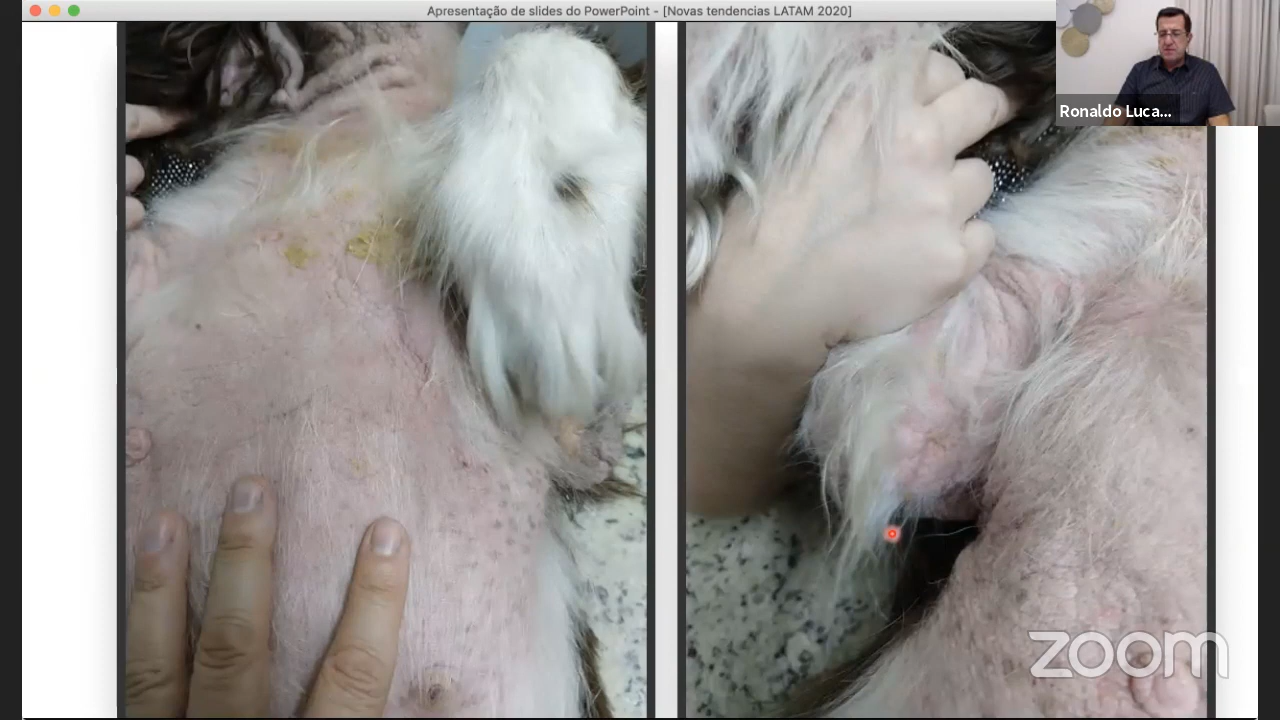 Apresentação de slides do PowerPoint - [Novas tendencias LATAM 2020]
Ronaldo Luca...
zoom